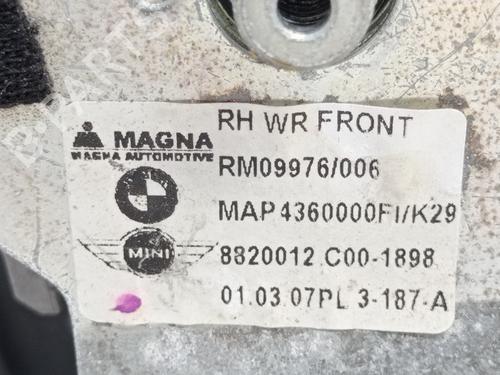 RH WR FRONT
MAGNA
MAGNA AUTOMOTIVE
RM09976/006
MAP4360000FI/K29
MINI
8820012 C00-1898
01.03.07PL 3-187-A